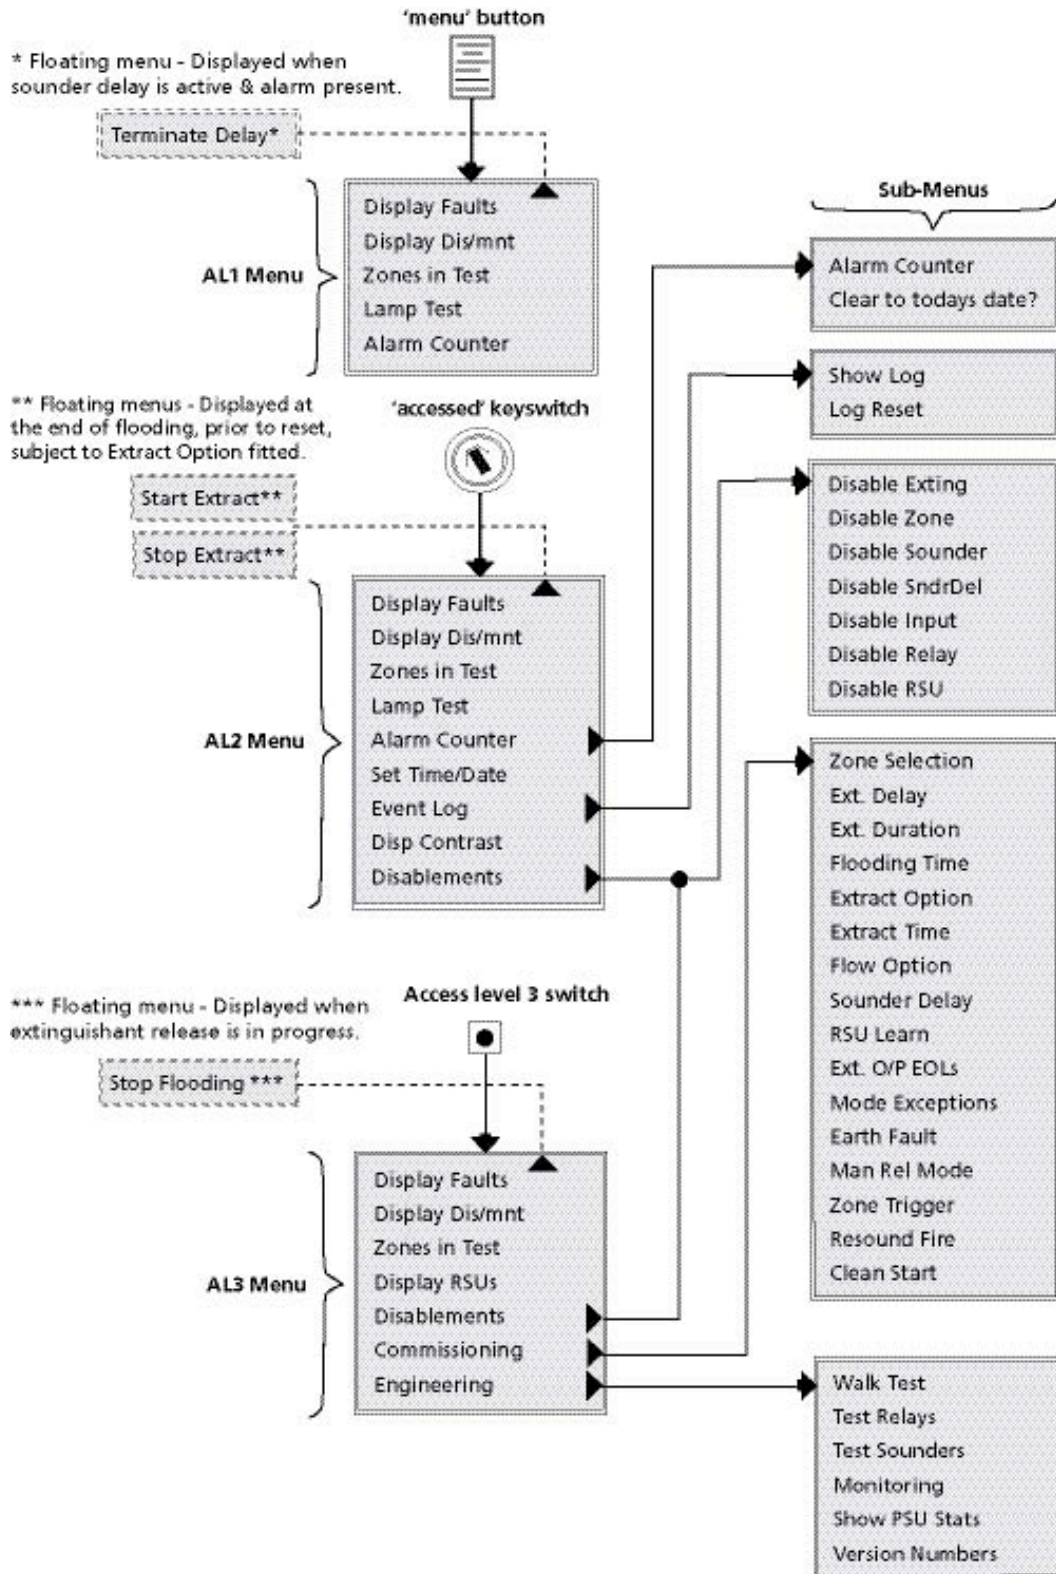 ‘menu’ button
* Floating menu - Displayed when
sounder delay is active & alarm present.
Terminate Delay*
AL1 Menu
Display Faults
Display Dis/mnt
Zones in Test
Lamp Test
Alarm Counter
** Floating menus - Displayed at
the end of flooding, prior to reset,
subject to Extract Option fitted.
Start Extract**
Stop Extract**
‘accessed’ keyswitch
AL2 Menu
Display Faults
Display Dis/mnt
Zones in Test
Lamp Test
Alarm Counter
Set Time/Date
Event Log
Disp Contrast
Disablements
*** Floating menu - Displayed when
extinguishant release is in progress.
Stop Flooding ***
Access level 3 switch
AL3 Menu
Display Faults
Display Dis/mnt
Zones in Test
Display RSUs
Disablements
Commissioning
Engineering
Sub-Menus
Alarm Counter
Clear to todays date?
Show Log
Log Reset
Disable Exting
Disable Zone
Disable Sounder
Disable SndrDel
Disable Input
Disable Relay
Disable RSU
Zone Selection
Ext. Delay
Ext. Duration
Flooding Time
Extract Option
Extract Time
Flow Option
Sounder Delay
RSU Learn
Ext. O/P EOLs
Mode Exceptions
Earth Fault
Man Rel Mode
Zone Trigger
Resound Fire
Clean Start
Walk Test
Test Relays
Test Sounders
Monitoring
Show PSU Stats
Version Numbers